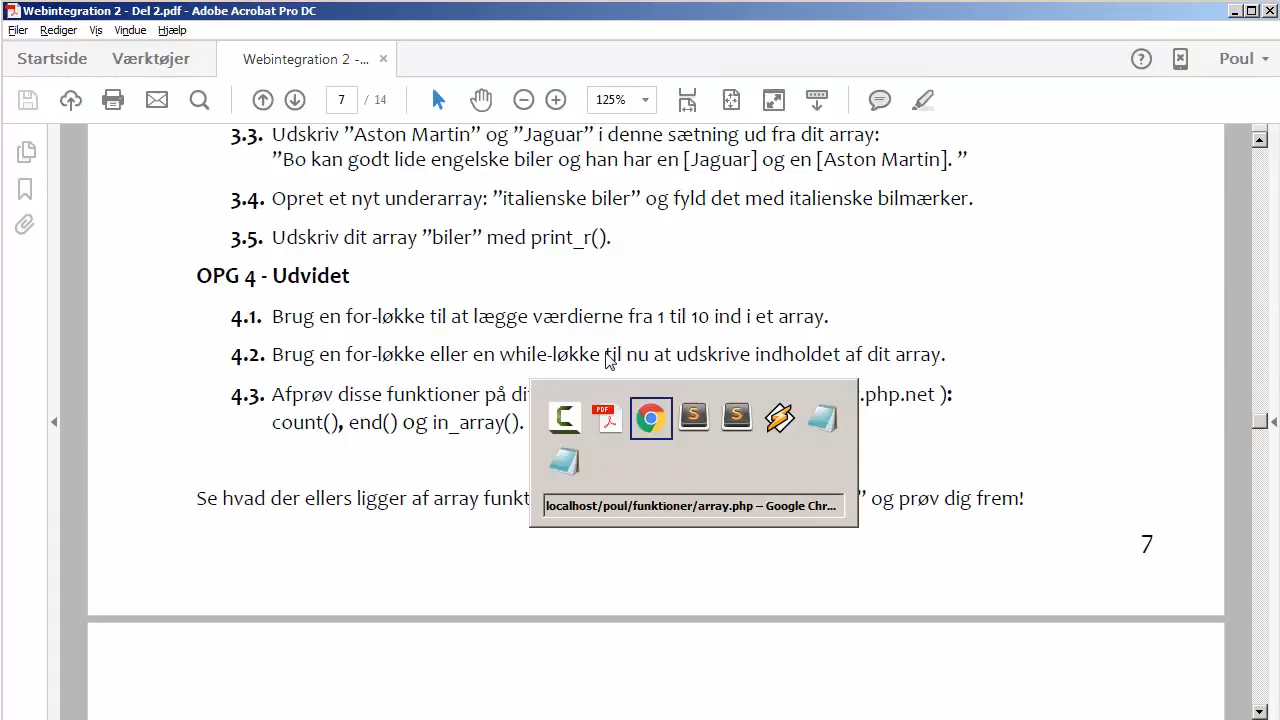 Webintegration 2 - Del 2.pdf - Adobe Acrobat Pro DC
Filer Rediger Vis Vindue Hjælp
Startside Værktøjer Webintegration 2 -... × Poul
7 / 14 125%
3.3. Udskriv ”Aston Martin” og ”Jaguar” i denne sætning ud fra dit array:
”Bo kan godt lide engelske biler og han har en [Jaguar] og en [Aston Martin]. ”
3.4. Opret et nyt underarray: ”italienske biler” og fyld det med italienske bilmærker.
3.5. Udskriv dit array ”biler” med print_r().
OPG 4 - Udvidet
4.1. Brug en for-løkke til at lægge værdierne fra 1 til 10 ind i et array.
4.2. Brug en for-løkke eller en while-løkke til nu at udskrive indholdet af dit array.
4.3. Afprøv disse funktioner på di .php.net ):
count(), end() og in_array().
PDF
localhost/poul/funktioner/array.php – Google Chr...
Se hvad der ellers ligger af array funkt ” og prøv dig frem!
7